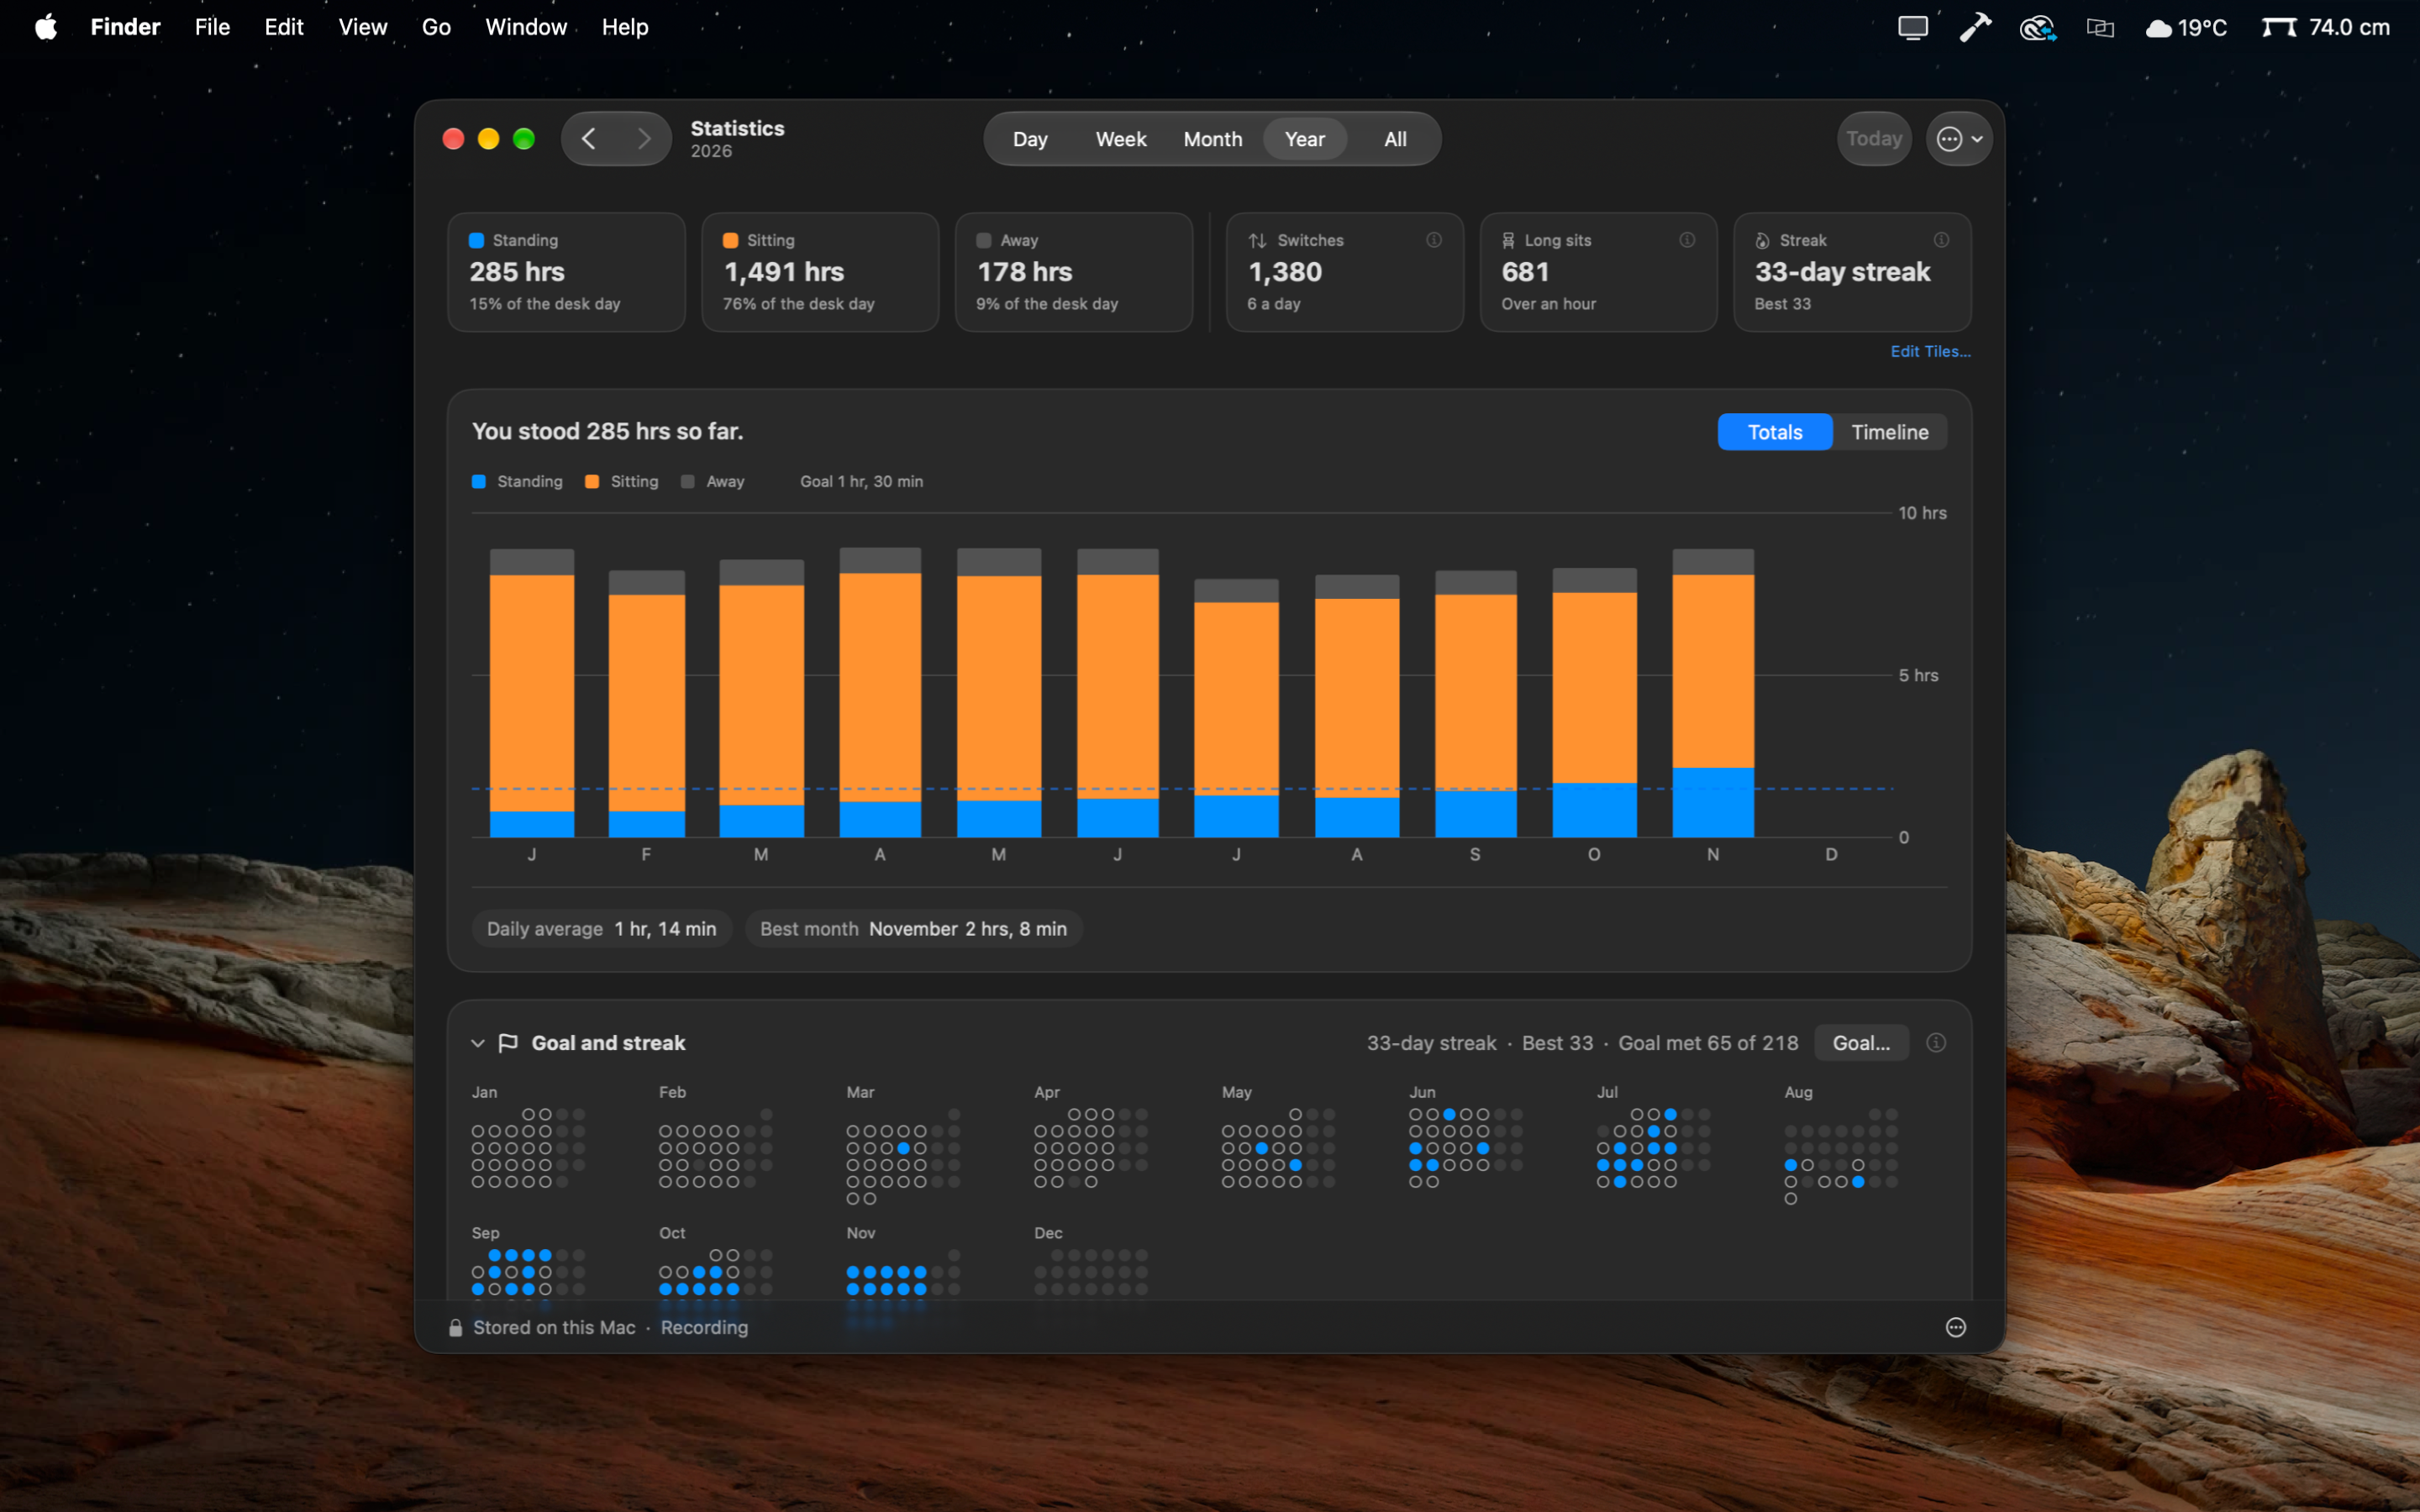 Finder File Edit View Go Window Help 19°C 74.0 cm
Statistics
2026
Day Week Month Year All
Today
Standing
285 hrs
15% of the desk day
Sitting
1,491 hrs
76% of the desk day
Away
178 hrs
9% of the desk day
Switches
1,380
6 a day
Long sits
681
Over an hour
Streak
33-day streak
Best 33
Edit Tiles...
You stood 285 hrs so far.
Totals Timeline
Standing Sitting Away Goal 1 hr, 30 min
10 hrs
5 hrs
0
J F M A M J J A S O N D
Daily average 1 hr, 14 min Best month November 2 hrs, 8 min
Goal and streak 33-day streak · Best 33 · Goal met 65 of 218 Goal...
Jan Feb Mar Apr May Jun Jul Aug
Sep Oct Nov Dec
Stored on this Mac · Recording